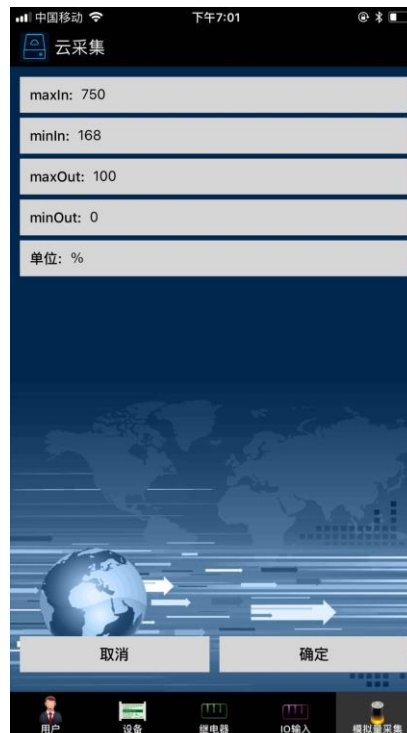 中国移动 下午7:01
云采集
maxIn: 750
minIn: 168
maxOut: 100
minOut: 0
单位: %
取消 确定
用户 设备 继电器 IO输入 模拟量采集